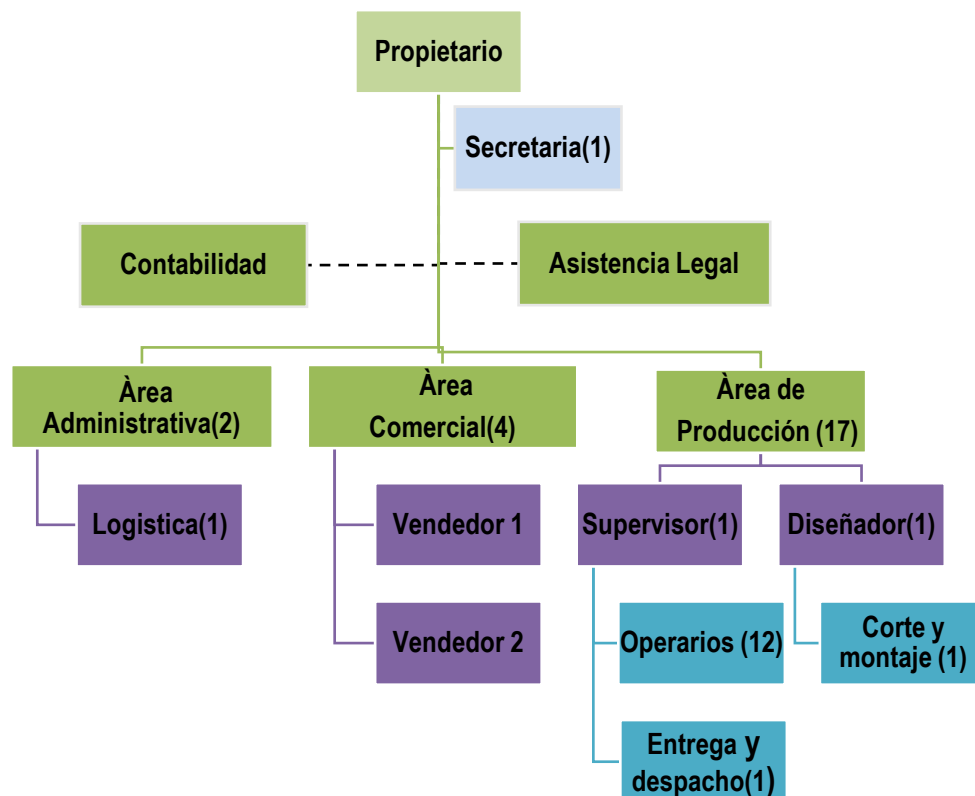 Propietario
Secretaria(1)
Contabilidad
Asistencia Legal
Àrea
Administrativa(2)
Àrea
Comercial(4)
Àrea de
Producción (17)
Logistica(1)
Vendedor 1
Vendedor 2
Supervisor(1)
Diseñador(1)
Operarios (12)
Corte y
montaje (1)
Entrega y
despacho(1)